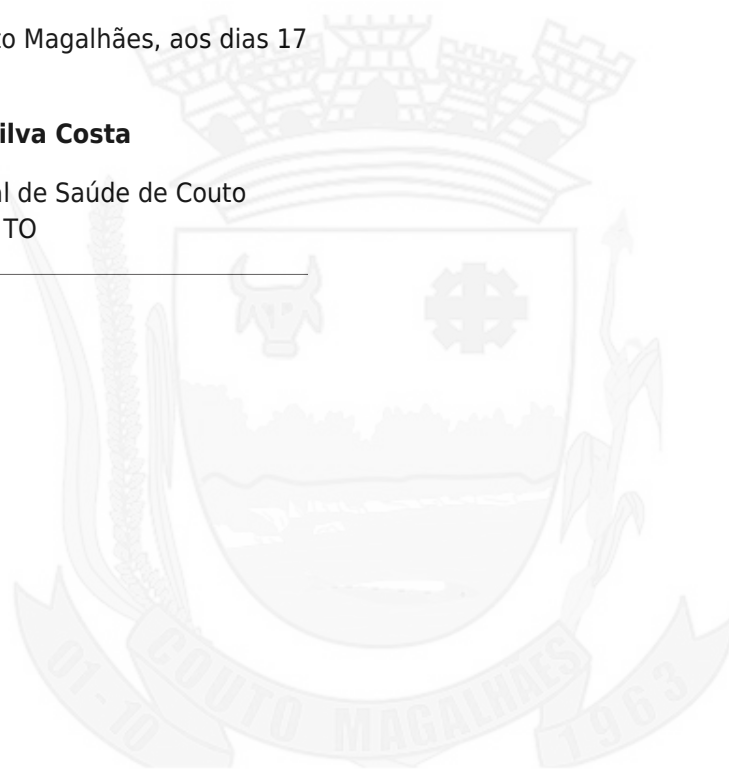 to Magalhães, aos dias 17
ilva Costa
al de Saúde de Couto
TO
01-10 COUTO MAGALHÃES 1963